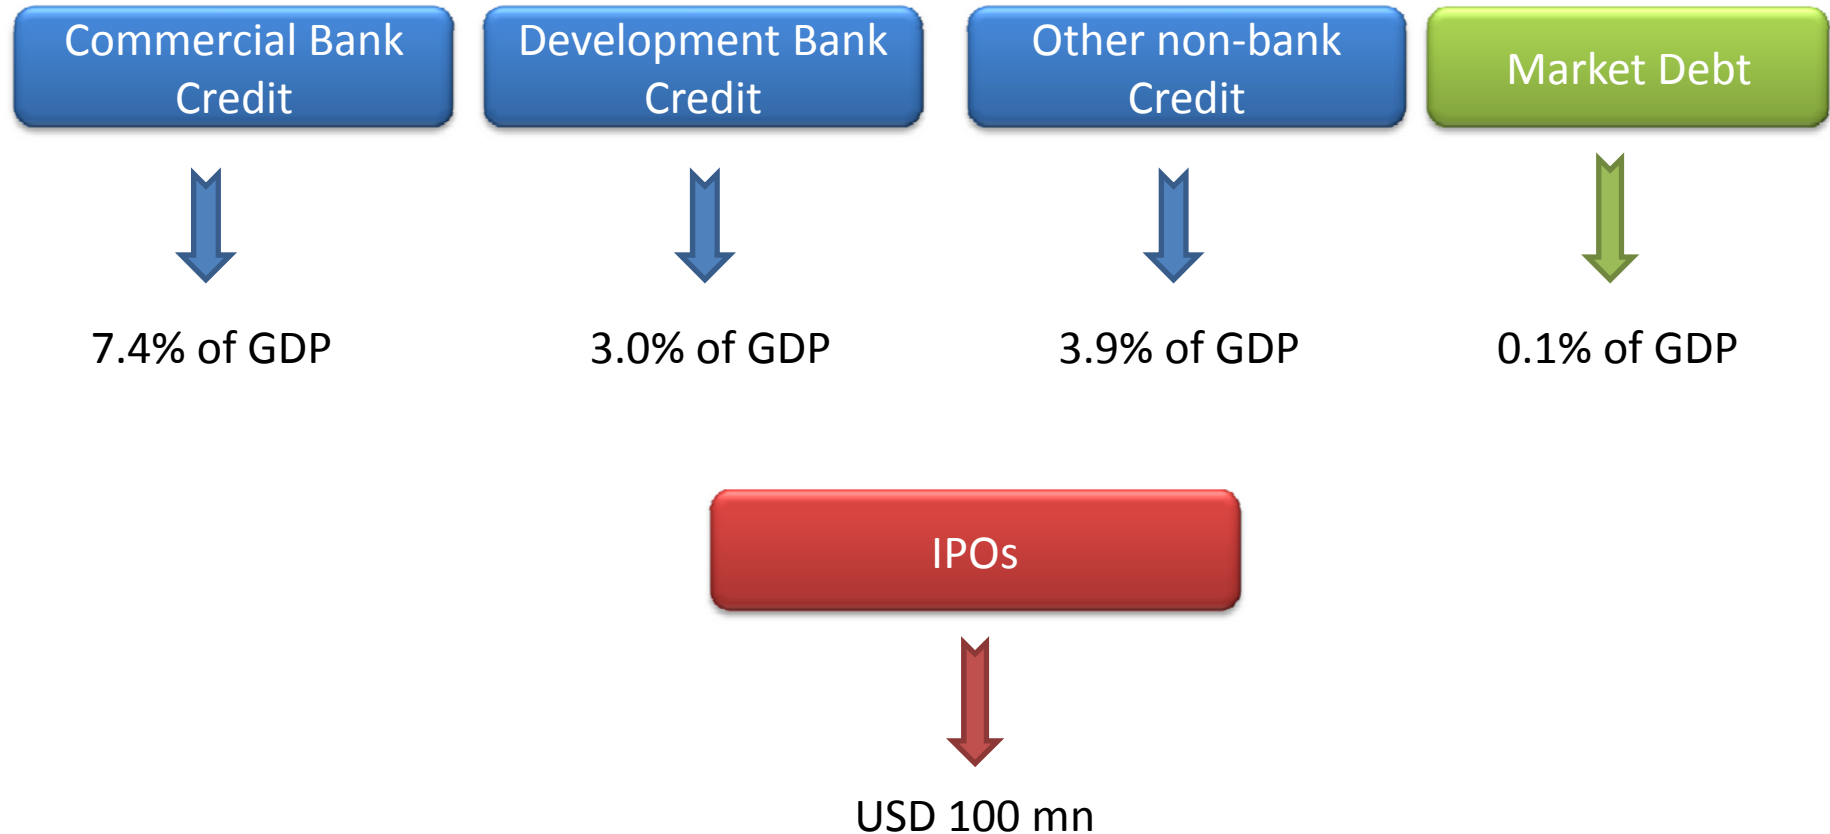 Commercial Bank
Credit
Development Bank
Credit
Other non-bank
Credit
Market Debt
7.4% of GDP
3.0% of GDP
3.9% of GDP
0.1% of GDP
IPOs
USD 100 mn